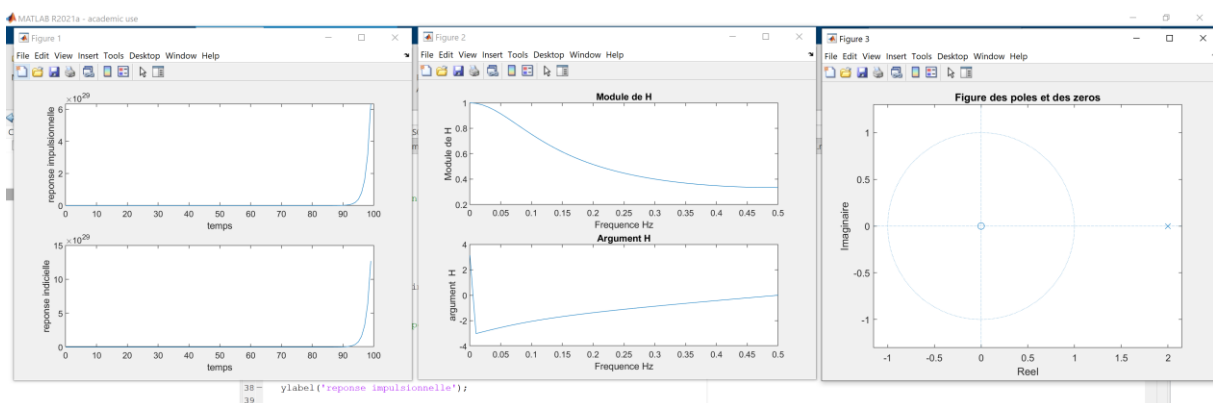 MATLAB R2021a - academic use
Figure 1
File Edit View Insert Tools Desktop Window Help
×10^29
6
4
2
0
reponse impulsionnelle
0 10 20 30 40 50 60 70 80 90 100
temps
×10^29
15
10
5
0
reponse indicielle
0 10 20 30 40 50 60 70 80 90 100
temps
Figure 2
File Edit View Insert Tools Desktop Window Help
Module de H
1
0.8
0.6
0.4
0.2
Module de H
0 0.05 0.1 0.15 0.2 0.25 0.3 0.35 0.4 0.45 0.5
Frequence Hz
Argument H
4
2
0
-2
-4
argument H
0 0.05 0.1 0.15 0.2 0.25 0.3 0.35 0.4 0.45 0.5
Frequence Hz
Figure 3
File Edit View Insert Tools Desktop Window Help
Figure des poles et des zeros
1
0.5
0
-0.5
-1
Imaginaire
-1 -0.5 0 0.5 1 1.5 2
Reel
38 - ylabel('reponse impulsionnelle');
39